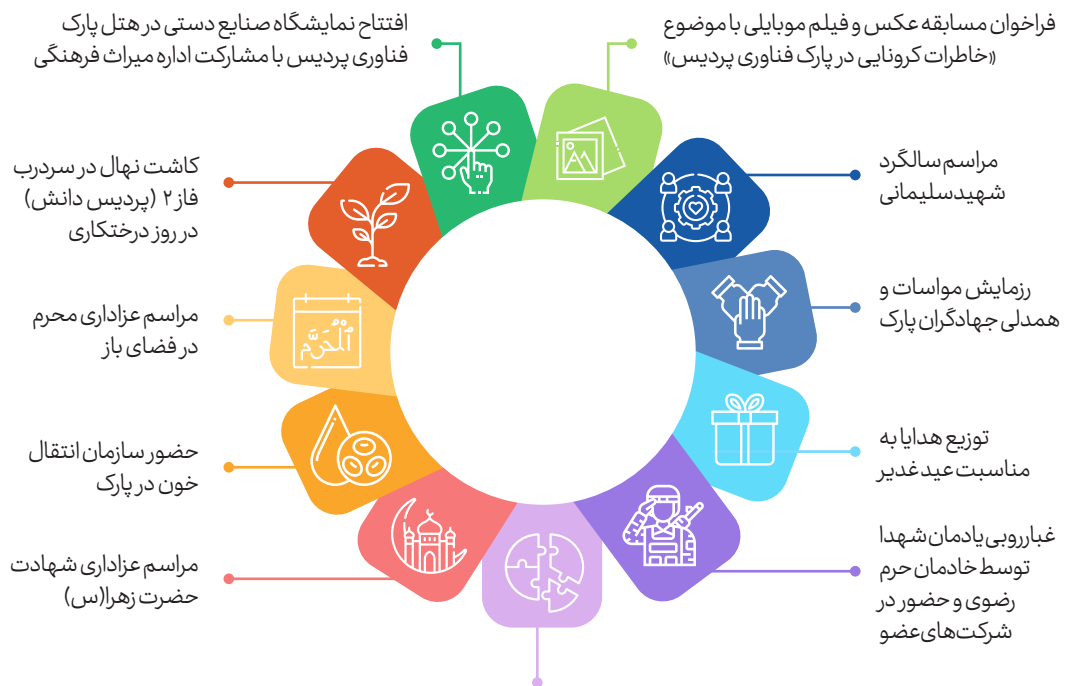 فراخوان مسابقه عکس و فیلم موبایلی با موضوع
«خاطرات کرونایی در پارک فناوری پردیس»
افتتاح نمایشگاه صنایع دستی در هتل پارک
فناوری پردیس با مشارکت اداره میراث فرهنگی
مراسم سالگرد
شهید سلیمانی
رزمایش مواسات و
همدلی جهادگران پارک
توزیع هدایا به
مناسبت عید غدیر
غبارروبی یادمان شهدا
توسط خادمان حرم
رضوی و حضور در
شرکت‌های عضو
کاشت نهال در سردرب
فاز ۲ (پردیس دانش)
در روز درختکاری
مراسم عزاداری محرم
در فضای باز
اَلْمُحَرَّم
حضور سازمان انتقال
خون در پارک
مراسم عزاداری شهادت
حضرت زهرا(س)